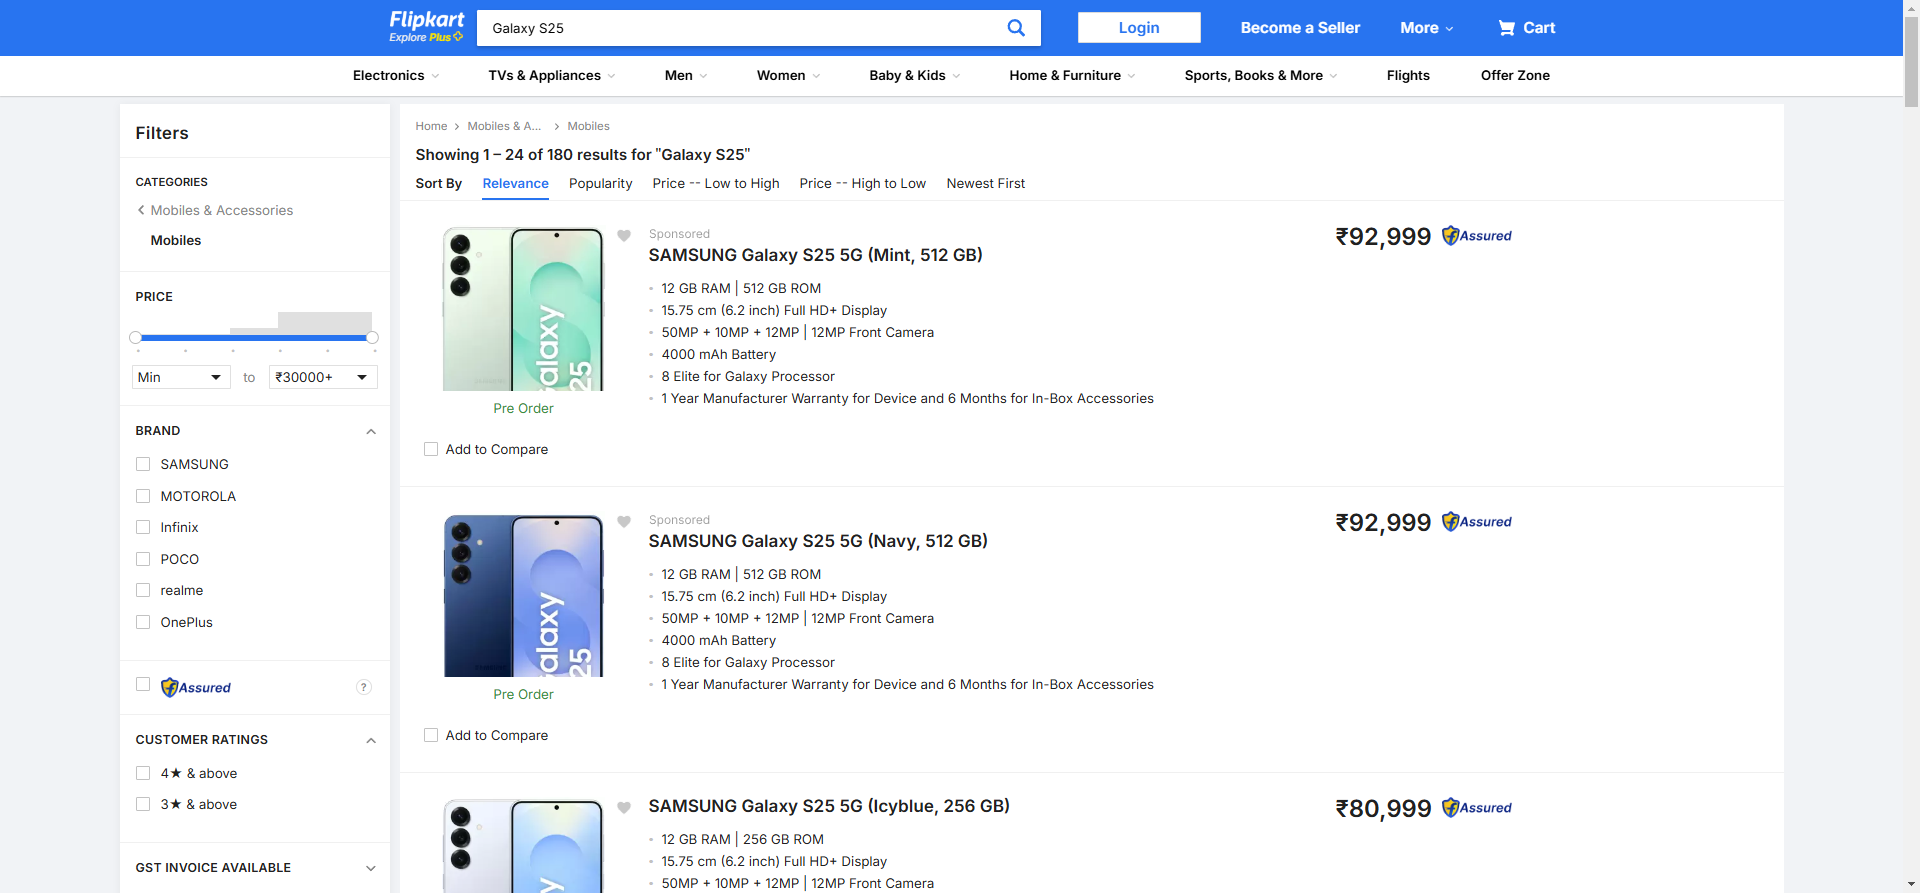 Flipkart
Explore Plus
Galaxy S25
Login
Become a Seller
More
Cart
Electronics
TVs & Appliances
Men
Women
Baby & Kids
Home & Furniture
Sports, Books & More
Flights
Offer Zone
Filters
CATEGORIES
Mobiles & Accessories
Mobiles
PRICE
Min
to
₹30000+
BRAND
SAMSUNG
MOTOROLA
Infinix
POCO
realme
OnePlus
Assured
?
CUSTOMER RATINGS
4★ & above
3★ & above
GST INVOICE AVAILABLE
Home
Mobiles & A...
Mobiles
Showing 1 – 24 of 180 results for "Galaxy S25"
Sort By
Relevance
Popularity
Price -- Low to High
Price -- High to Low
Newest First
Galaxy
S25
Pre Order
Add to Compare
Sponsored
SAMSUNG Galaxy S25 5G (Mint, 512 GB)
12 GB RAM | 512 GB ROM
15.75 cm (6.2 inch) Full HD+ Display
50MP + 10MP + 12MP | 12MP Front Camera
4000 mAh Battery
8 Elite for Galaxy Processor
1 Year Manufacturer Warranty for Device and 6 Months for In-Box Accessories
₹92,999
Assured
Galaxy
S25
Pre Order
Add to Compare
Sponsored
SAMSUNG Galaxy S25 5G (Navy, 512 GB)
12 GB RAM | 512 GB ROM
15.75 cm (6.2 inch) Full HD+ Display
50MP + 10MP + 12MP | 12MP Front Camera
4000 mAh Battery
8 Elite for Galaxy Processor
1 Year Manufacturer Warranty for Device and 6 Months for In-Box Accessories
₹92,999
Assured
SAMSUNG Galaxy S25 5G (Icyblue, 256 GB)
12 GB RAM | 256 GB ROM
15.75 cm (6.2 inch) Full HD+ Display
50MP + 10MP + 12MP | 12MP Front Camera
₹80,999
Assured